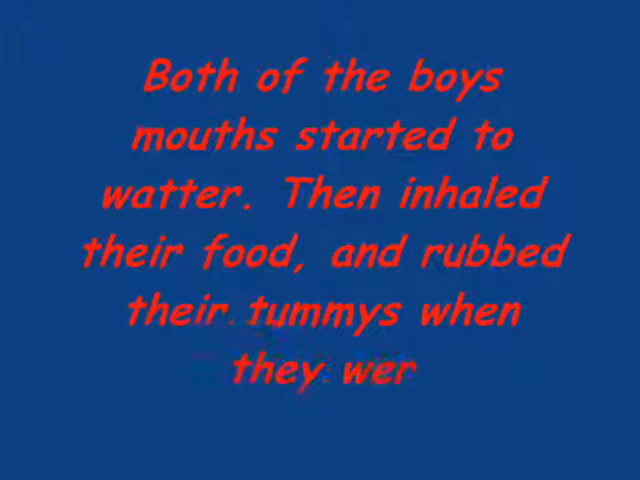 Both of the boys
mouths started to
watter. Then inhaled
their food, and rubbed
their tummys when
they wer